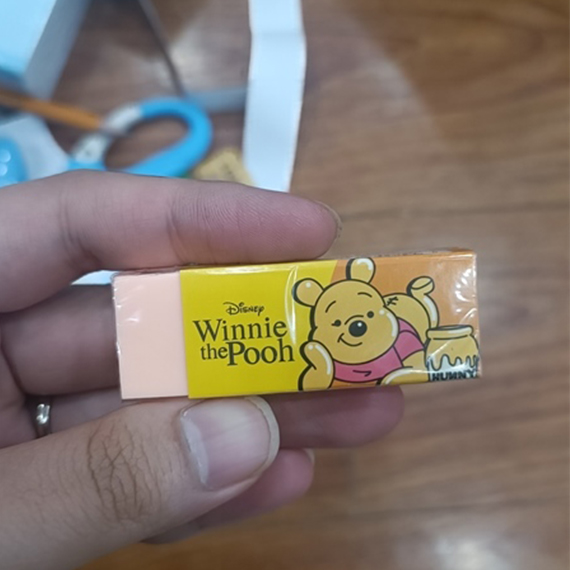 Disney
Winnie
the Pooh
HUNNY